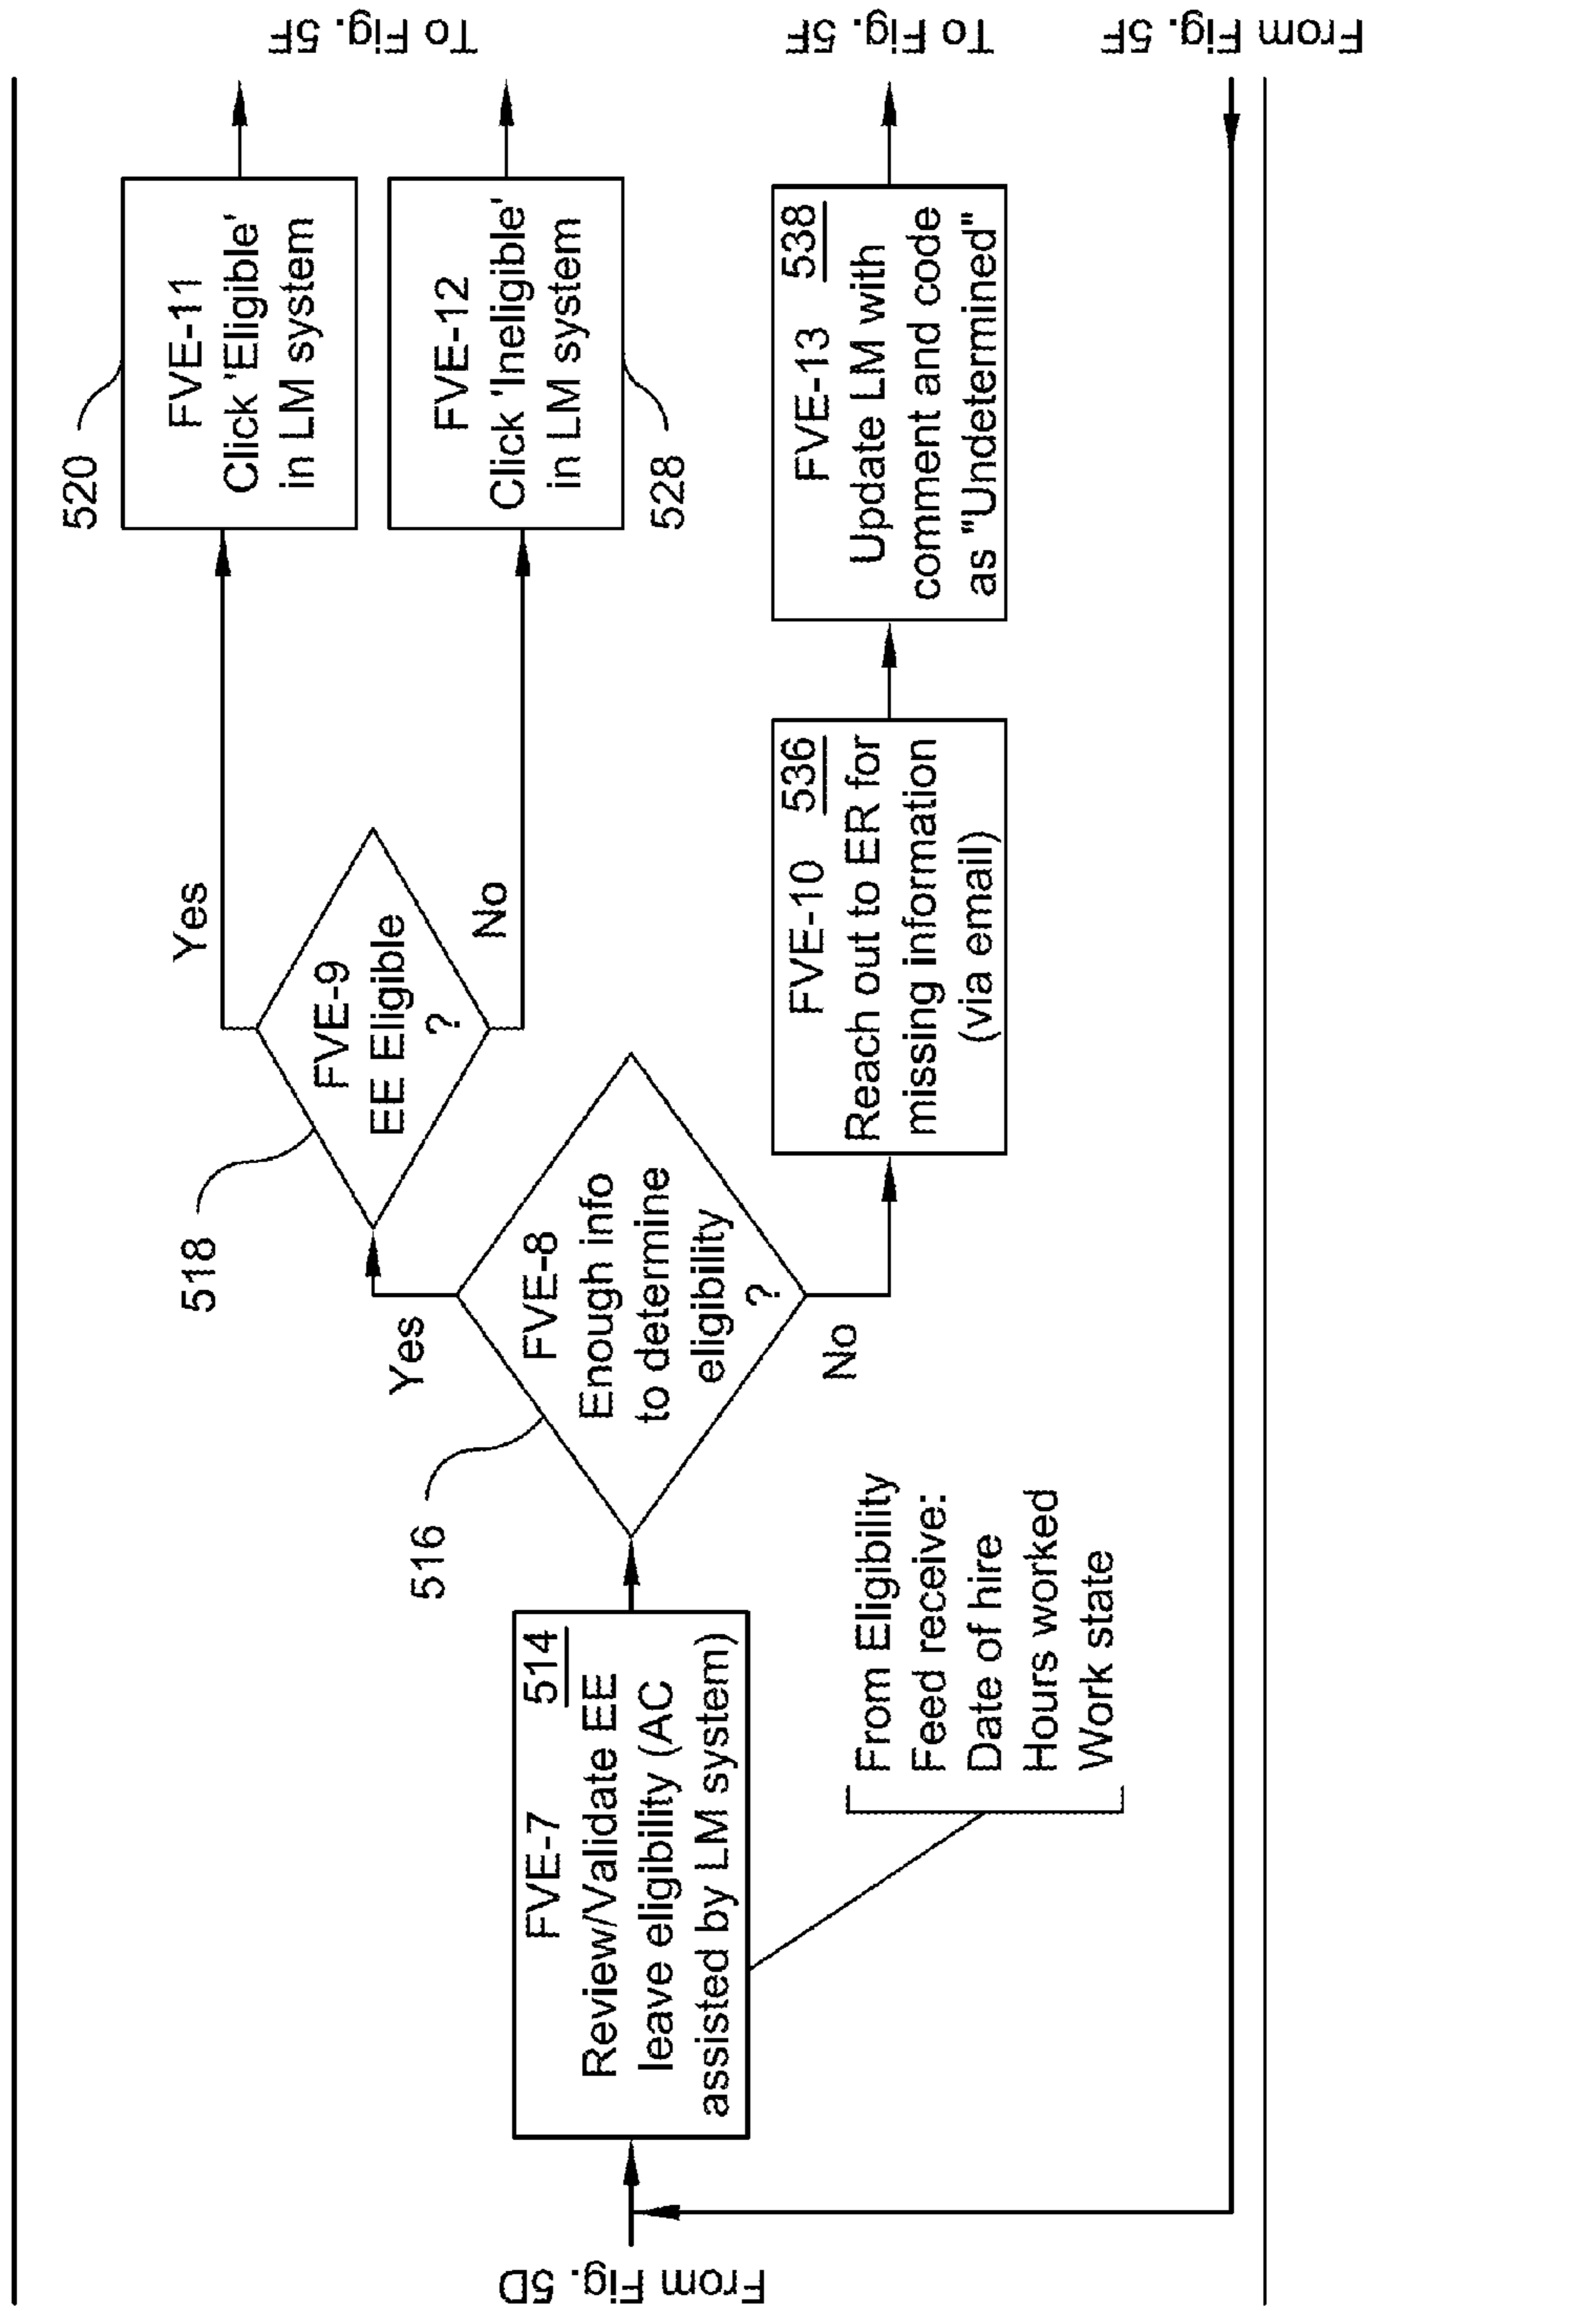 From Fig. 5D
FVE-7 514
Review/Validate EE
leave eligibility (AC
assisted by LM system)
From Eligibility
Feed receive:
Date of hire
Hours worked
Work state
516
FVE-8
Enough info
to determine
eligibility
?
Yes
No
518
FVE-9
EE Eligible
?
Yes
No
520
FVE-11
Click 'Eligible'
in LM system
To Fig. 5F
FVE-12
Click 'Ineligible'
in LM system
528
FVE-10 536
Reach out to ER for
missing information
(via email)
FVE-13 538
Update LM with
comment and code
as "Undetermined"
To Fig. 5F
From Fig. 5F